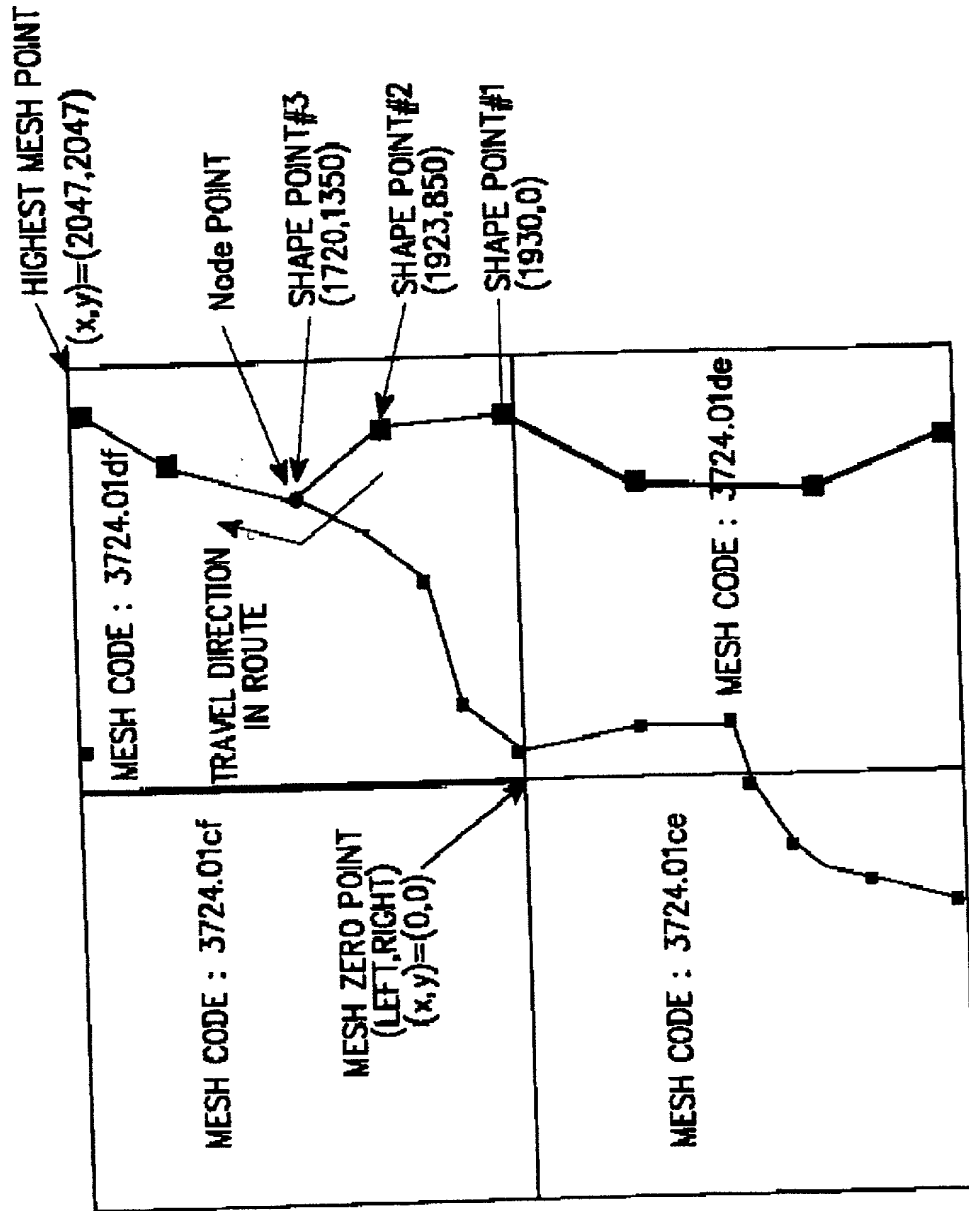 HIGHEST MESH POINT
(x,y)=(2047,2047)
Node POINT
SHAPE POINT#3
(1720,1350)
SHAPE POINT#2
(1923,850)
SHAPE POINT#1
(1930,0)
MESH CODE : 3724.01df
TRAVEL DIRECTION
IN ROUTE
MESH CODE : 3724.01de
MESH CODE : 3724.01cf
MESH ZERO POINT
(LEFT,RIGHT)
(x,y)=(0,0)
MESH CODE : 3724.01ce